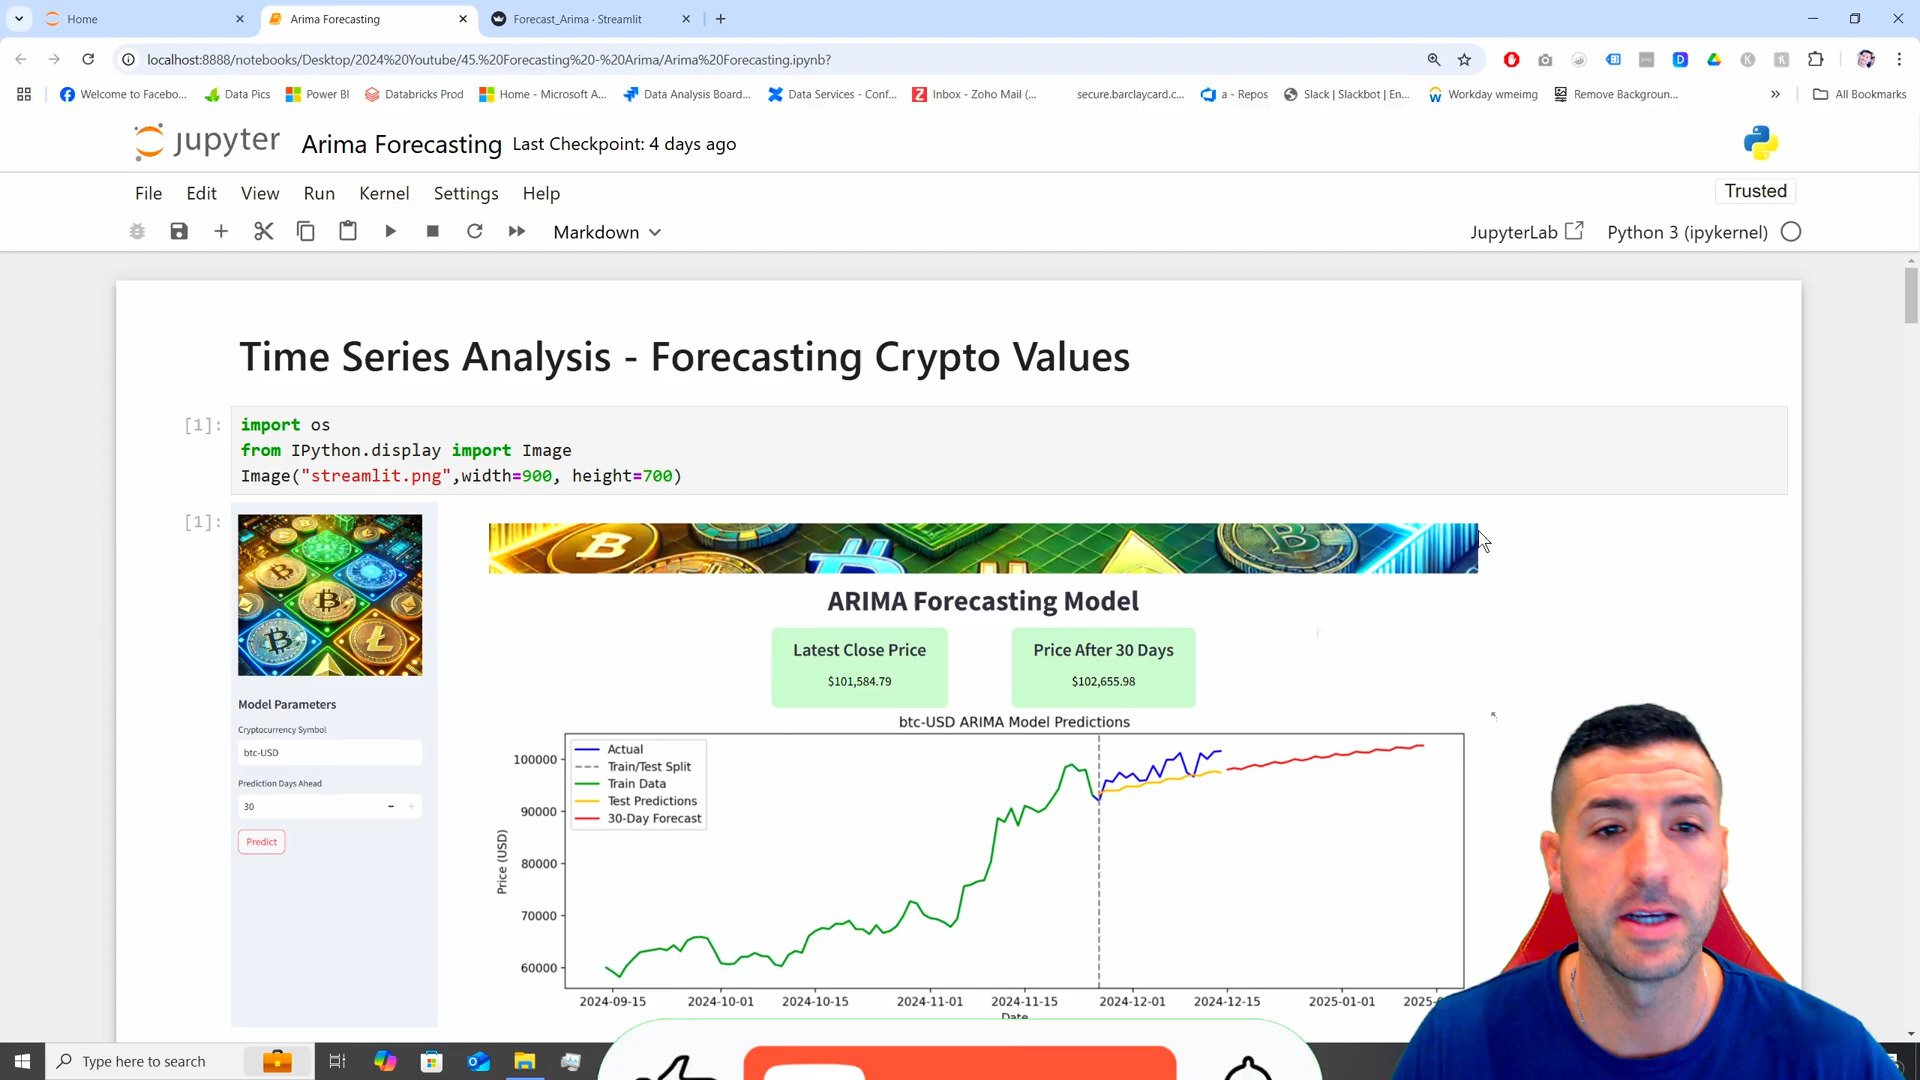 Home
Arima Forecasting
Forecast_Arima · Streamlit
localhost:8888/notebooks/Desktop/2024%20Youtube/45.%20Forecasting%20-%20Arima/Arima%20Forecasting.ipynb?
Welcome to Facebo...
Data Pics
Power BI
Databricks Prod
Home - Microsoft A...
Data Analysis Board...
Data Services - Conf...
Inbox - Zoho Mail (...
secure.barclaycard.c...
a - Repos
Slack | Slackbot | En...
Workday wmeimg
Remove Backgroun...
All Bookmarks
jupyter
Arima Forecasting
Last Checkpoint: 4 days ago
File
Edit
View
Run
Kernel
Settings
Help
Trusted
Markdown
JupyterLab
Python 3 (ipykernel)
Time Series Analysis - Forecasting Crypto Values
[1]:
import os
from IPython.display import Image
Image("streamlit.png",width=900, height=700)
[1]:
Model Parameters
Cryptocurrency Symbol
btc-USD
Prediction Days Ahead
30
Predict
ARIMA Forecasting Model
Latest Close Price
$101,584.79
Price After 30 Days
$102,655.98
btc-USD ARIMA Model Predictions
Actual
Train/Test Split
Train Data
Test Predictions
30-Day Forecast
Price (USD)
100000
90000
80000
70000
60000
2024-09-15
2024-10-01
2024-10-15
2024-11-01
2024-11-15
2024-12-01
2024-12-15
2025-01-01
Date
Type here to search